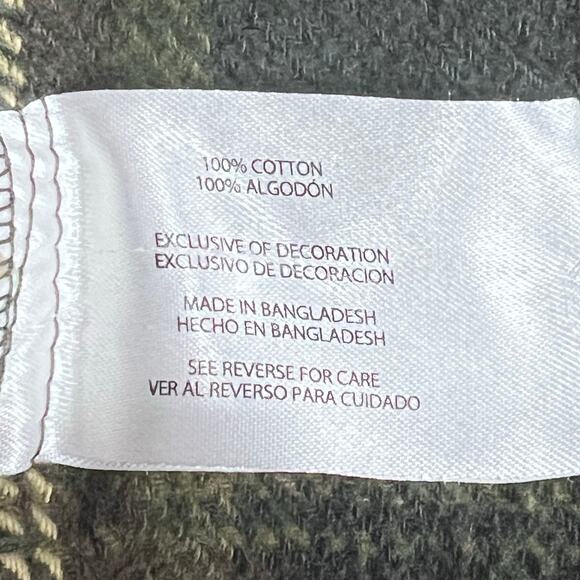 100% COTTON
100% ALGODÓN
EXCLUSIVE OF DECORATION
EXCLUSIVO DE DECORACION
MADE IN BANGLADESH
HECHO EN BANGLADESH
SEE REVERSE FOR CARE
VER AL REVERSO PARA CUIDADO